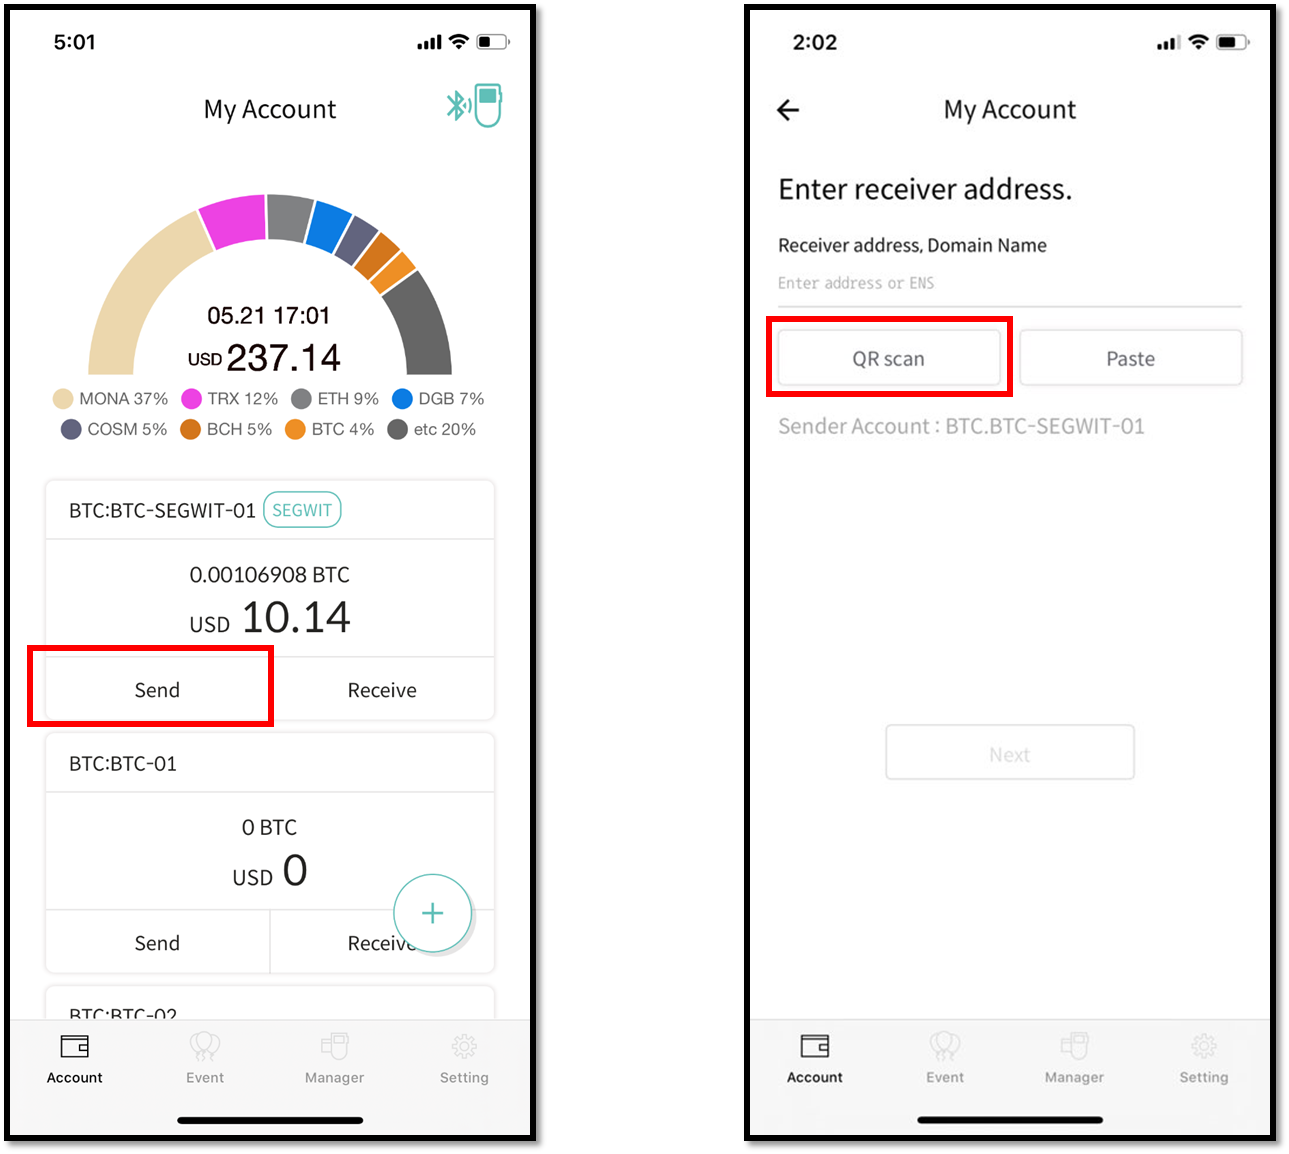 5:01
My Account
05.21 17:01
USD 237.14
MONA 37% TRX 12% ETH 9% DGB 7%
COSM 5% BCH 5% BTC 4% etc 20%
BTC:BTC-SEGWIT-01 SEGWIT
0.00106908 BTC
USD 10.14
Send Receive
BTC:BTC-01
0 BTC
USD 0
Send Receive
BTC:BTC-02
Account Event Manager Setting
2:02
My Account
Enter receiver address.
Receiver address, Domain Name
Enter address or ENS
QR scan Paste
Sender Account : BTC.BTC-SEGWIT-01
Next
Account Event Manager Setting